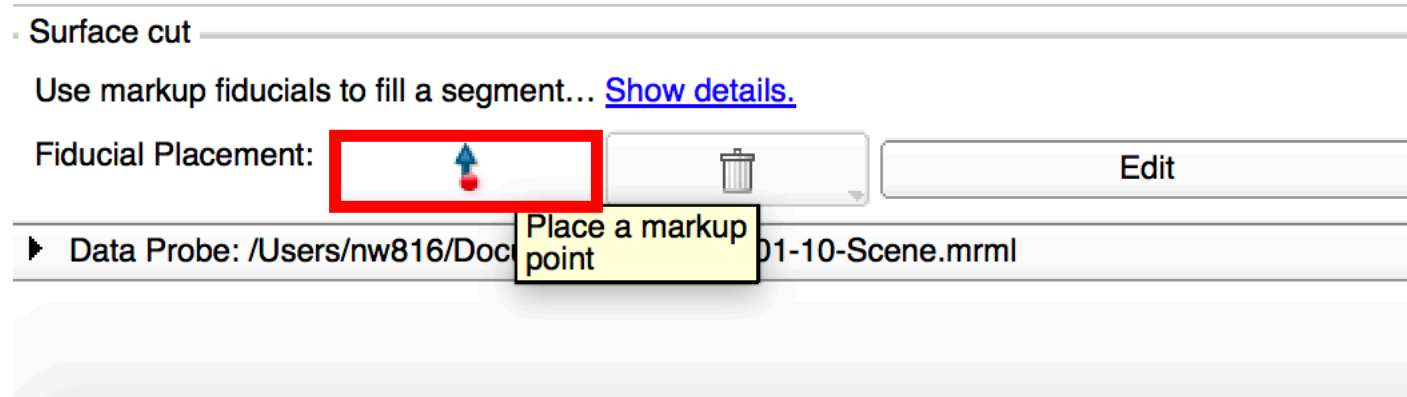 Surface cut
Use markup fiducials to fill a segment... Show details.
Fiducial Placement: Edit
Place a markup
point
Data Probe: /Users/nw816/Docu 01-10-Scene.mrml